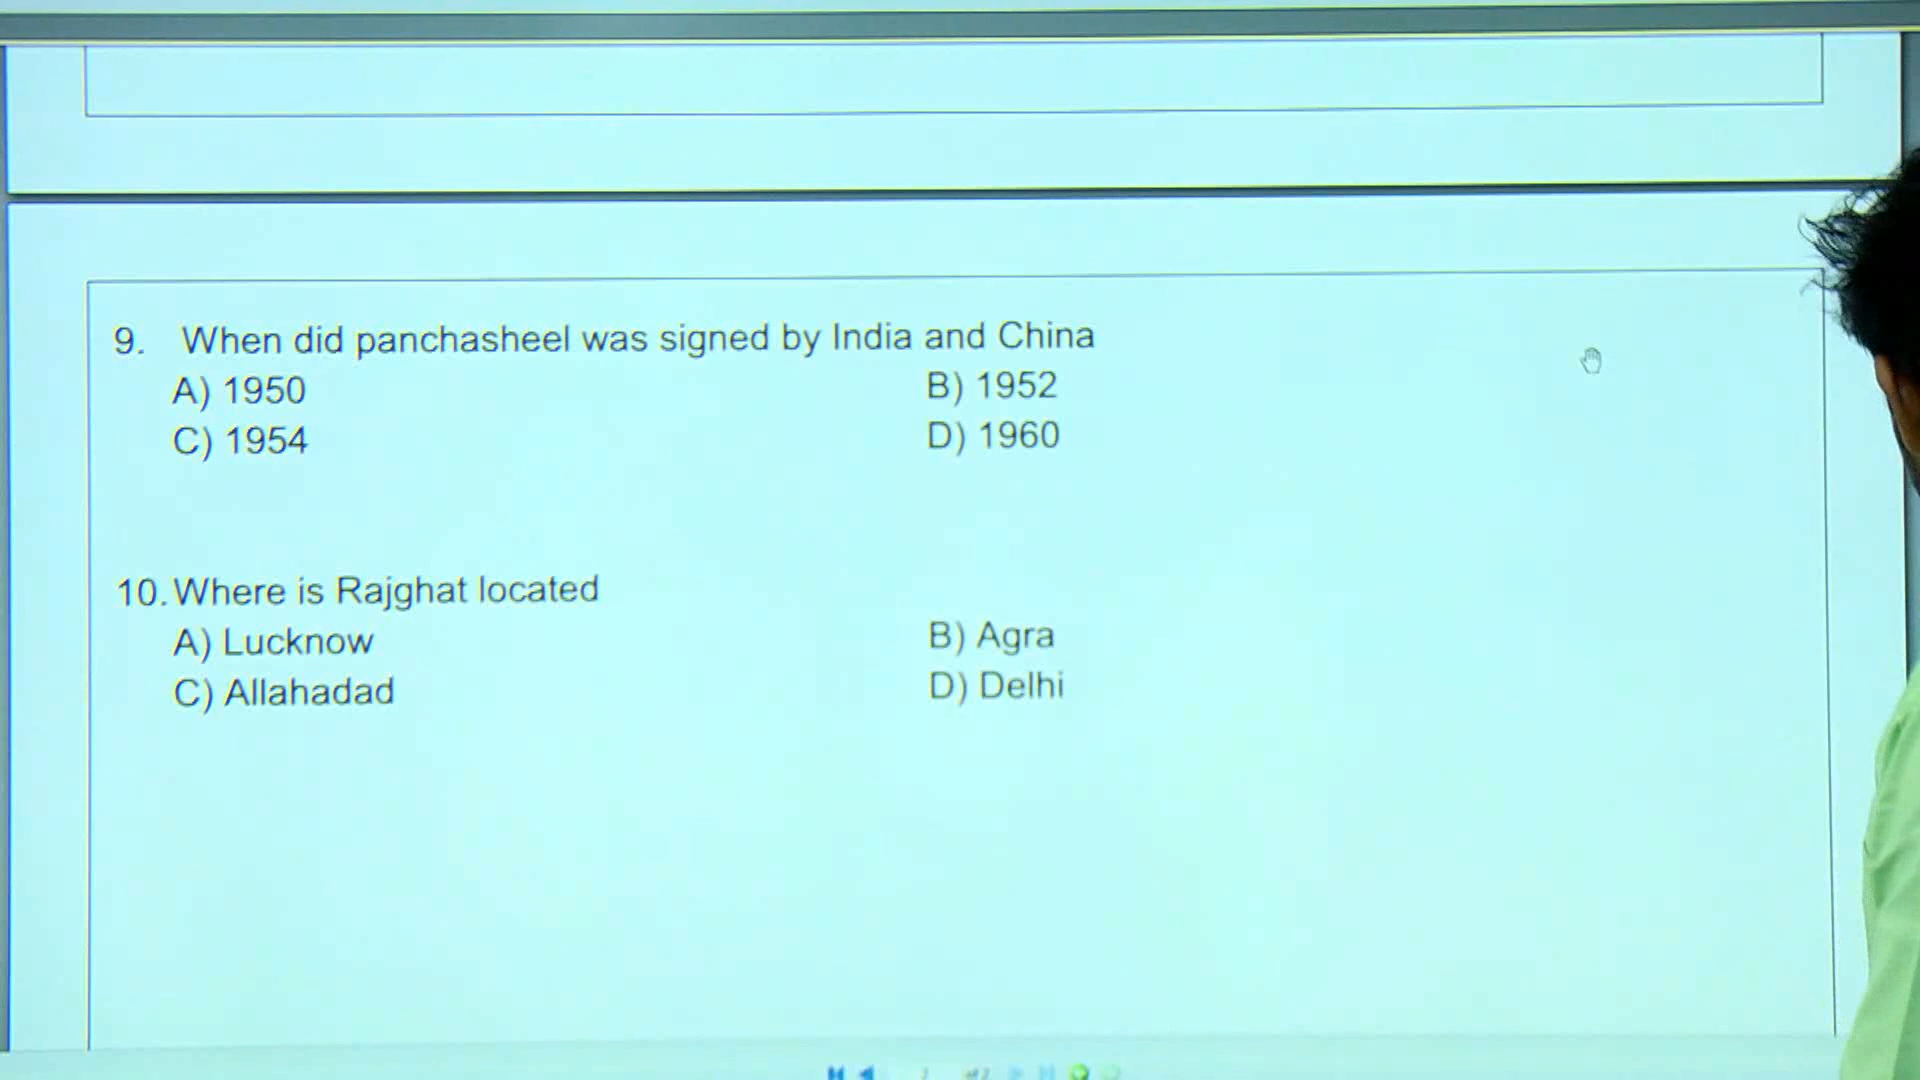 9. When did panchasheel was signed by India and China
A) 1950 B) 1952
C) 1954 D) 1960
10. Where is Rajghat located
A) Lucknow B) Agra
C) Allahadad D) Delhi